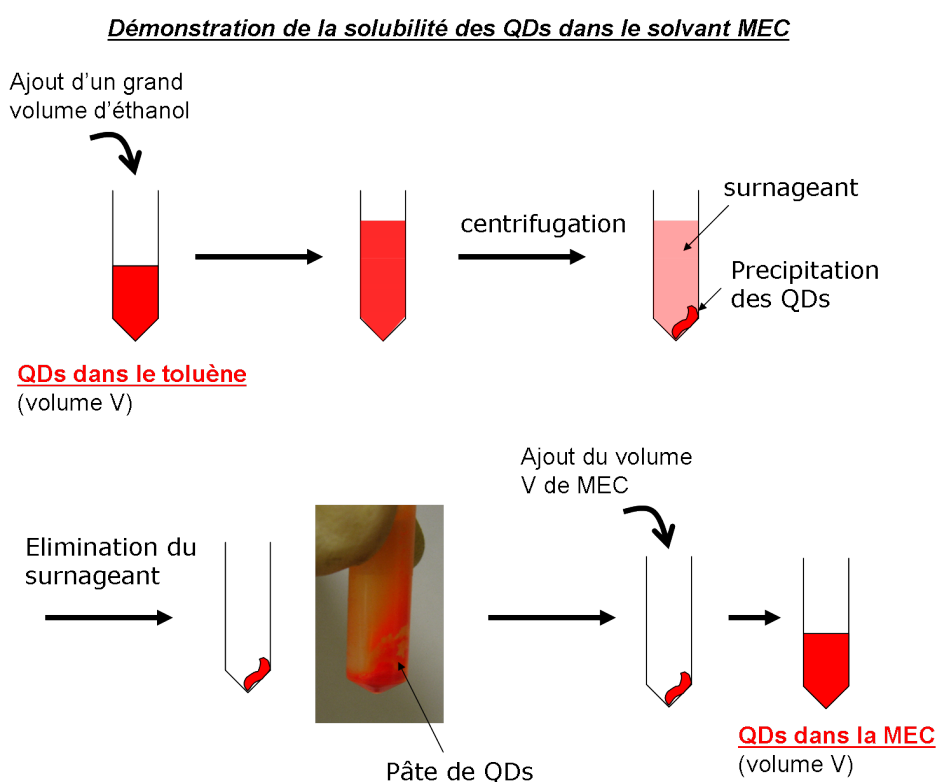 Démonstration de la solubilité des QDs dans le solvant MEC
Ajout d'un grand
volume d'éthanol
centrifugation
surnageant
Precipitation
des QDs
QDs dans le toluène
(volume V)
Elimination du
surnageant
Pâte de QDs
Ajout du volume
V de MEC
QDs dans la MEC
(volume V)